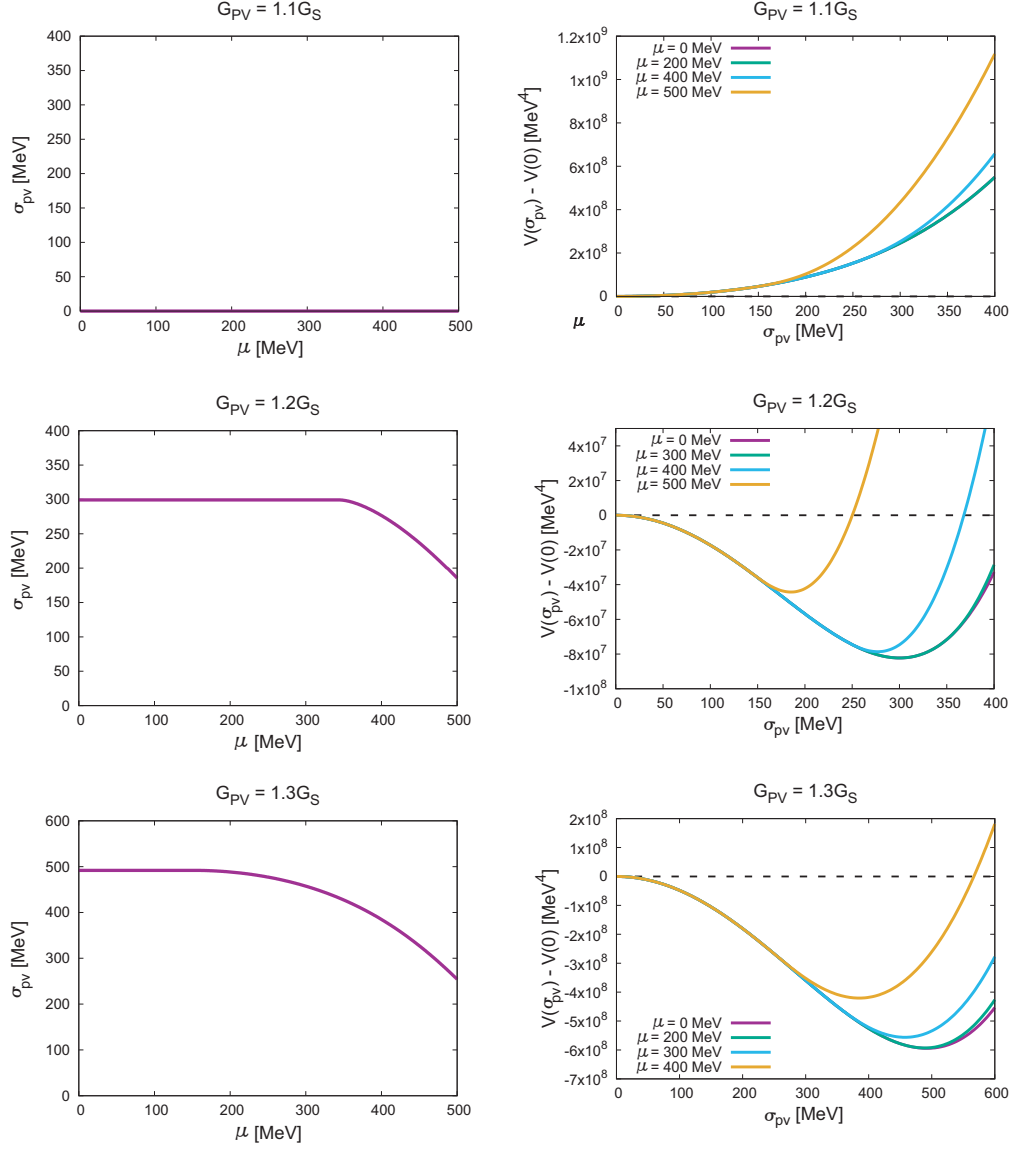 G_PV = 1.1G_S
400
350
300
250
200
150
100
50
0
σ_pv [MeV]
0 100 200 300 400 500
μ [MeV]
G_PV = 1.1G_S
1.2x10^9
1x10^9
8x10^8
6x10^8
4x10^8
2x10^8
0
V(σ_pv) - V(0) [MeV^4]
μ = 0 MeV
μ = 200 MeV
μ = 400 MeV
μ = 500 MeV
0 50 100 150 200 250 300 350 400
μ
σ_pv [MeV]
G_PV = 1.2G_S
400
350
300
250
200
150
100
50
0
σ_pv [MeV]
0 100 200 300 400 500
μ [MeV]
G_PV = 1.2G_S
4x10^7
2x10^7
0
-2x10^7
-4x10^7
-6x10^7
-8x10^7
-1x10^8
V(σ_pv) - V(0) [MeV^4]
μ = 0 MeV
μ = 300 MeV
μ = 400 MeV
μ = 500 MeV
0 50 100 150 200 250 300 350 400
σ_pv [MeV]
G_PV = 1.3G_S
600
500
400
300
200
100
0
σ_pv [MeV]
0 100 200 300 400 500
μ [MeV]
G_PV = 1.3G_S
2x10^8
1x10^8
0
-1x10^8
-2x10^8
-3x10^8
-4x10^8
-5x10^8
-6x10^8
-7x10^8
V(σ_pv) - V(0) [MeV^4]
μ = 0 MeV
μ = 200 MeV
μ = 300 MeV
μ = 400 MeV
0 100 200 300 400 500 600
σ_pv [MeV]